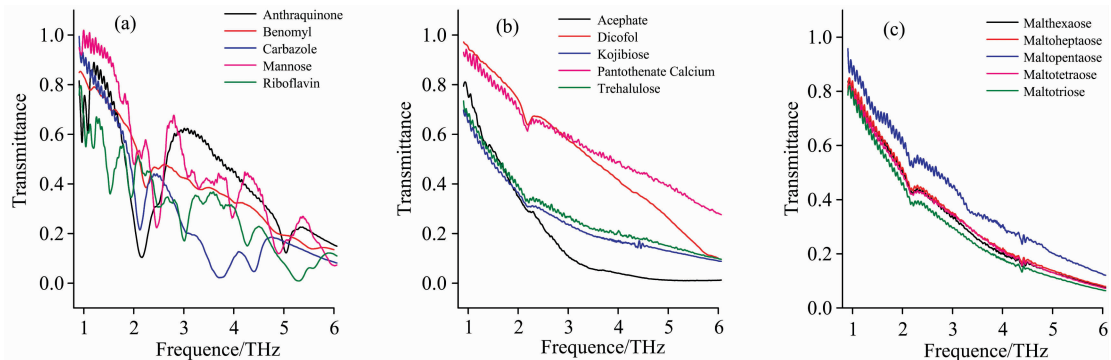 (a)
Anthraquinone
Benomyl
Carbazole
Mannose
Riboflavin
Transmittance
1.0
0.8
0.6
0.4
0.2
0.0
1 2 3 4 5 6
Frequence/THz
(b)
Acephate
Dicofol
Kojibiose
Pantothenate Calcium
Trehalulose
Transmittance
1.0
0.8
0.6
0.4
0.2
0.0
1 2 3 4 5 6
Frequence/THz
(c)
Malthexaose
Maltoheptaose
Maltopentaose
Maltotetraose
Maltotriose
Transmittance
1.0
0.8
0.6
0.4
0.2
0.0
1 2 3 4 5 6
Frequence/THz